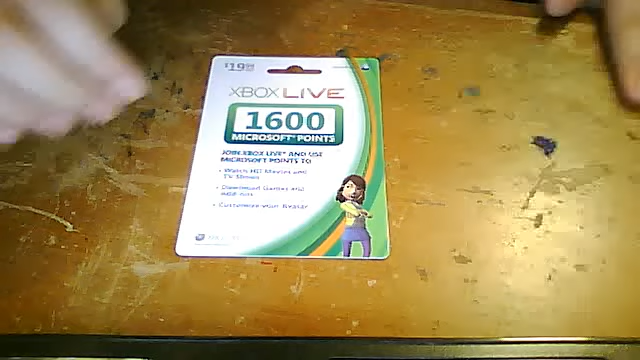 $19
XBOX LIVE
1600
MICROSOFT® POINTS
JOIN XBOX LIVE® AND USE
MICROSOFT POINTS TO
• Watch HD Movies and
TV Shows
• Download Games and
• Customize your Avatar